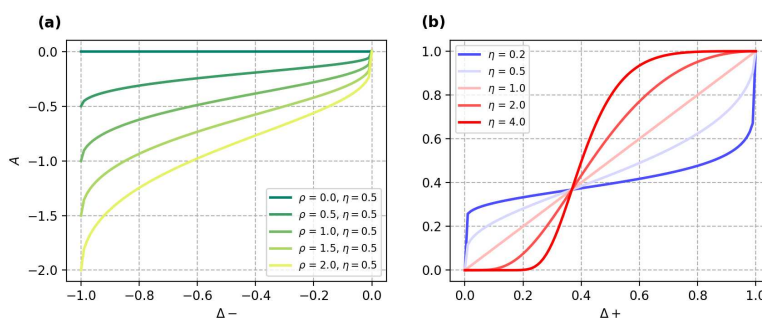 (a)
0.0
−0.5
−1.0
−1.5
−2.0
A
−1.0 −0.8 −0.6 −0.4 −0.2 0.0
Δ −
ρ = 0.0, η = 0.5
ρ = 0.5, η = 0.5
ρ = 1.0, η = 0.5
ρ = 1.5, η = 0.5
ρ = 2.0, η = 0.5
(b)
1.0
0.8
0.6
0.4
0.2
0.0
0.0 0.2 0.4 0.6 0.8 1.0
Δ +
η = 0.2
η = 0.5
η = 1.0
η = 2.0
η = 4.0